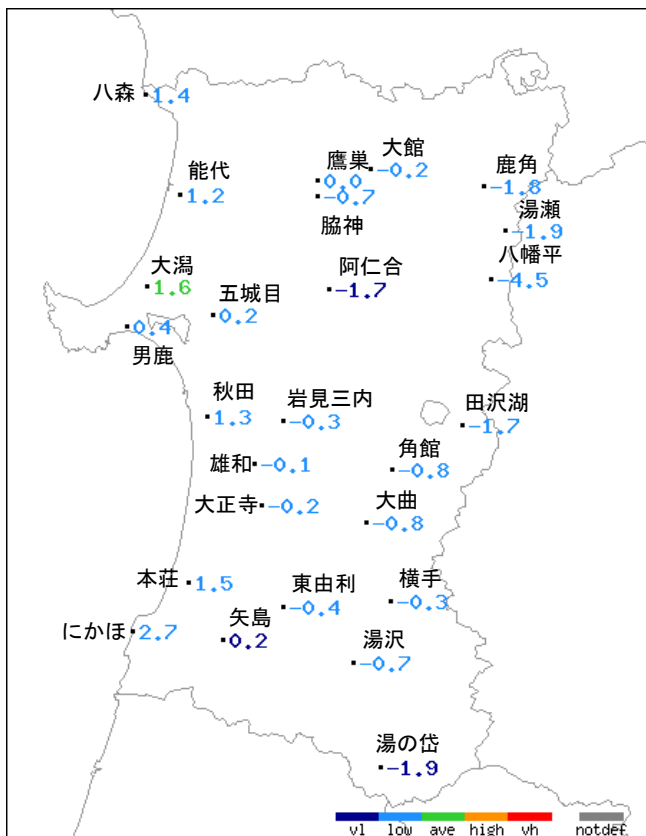 八森
1.4
大館
-0.2
鷹巣
0.0
-0.7
脇神
能代
1.2
鹿角
-1.8
湯瀬
-1.9
八幡平
-4.5
大潟
1.6
五城目
0.2
阿仁合
-1.7
0.4
男鹿
秋田
1.3
岩見三内
-0.3
田沢湖
-1.7
雄和
-0.1
角館
-0.8
大正寺
-0.2
大曲
-0.8
本荘
1.5
東由利
-0.4
横手
-0.3
にかほ
2.7
矢島
0.2
湯沢
-0.7
湯の岱
-1.9
vl low ave high vh notdef